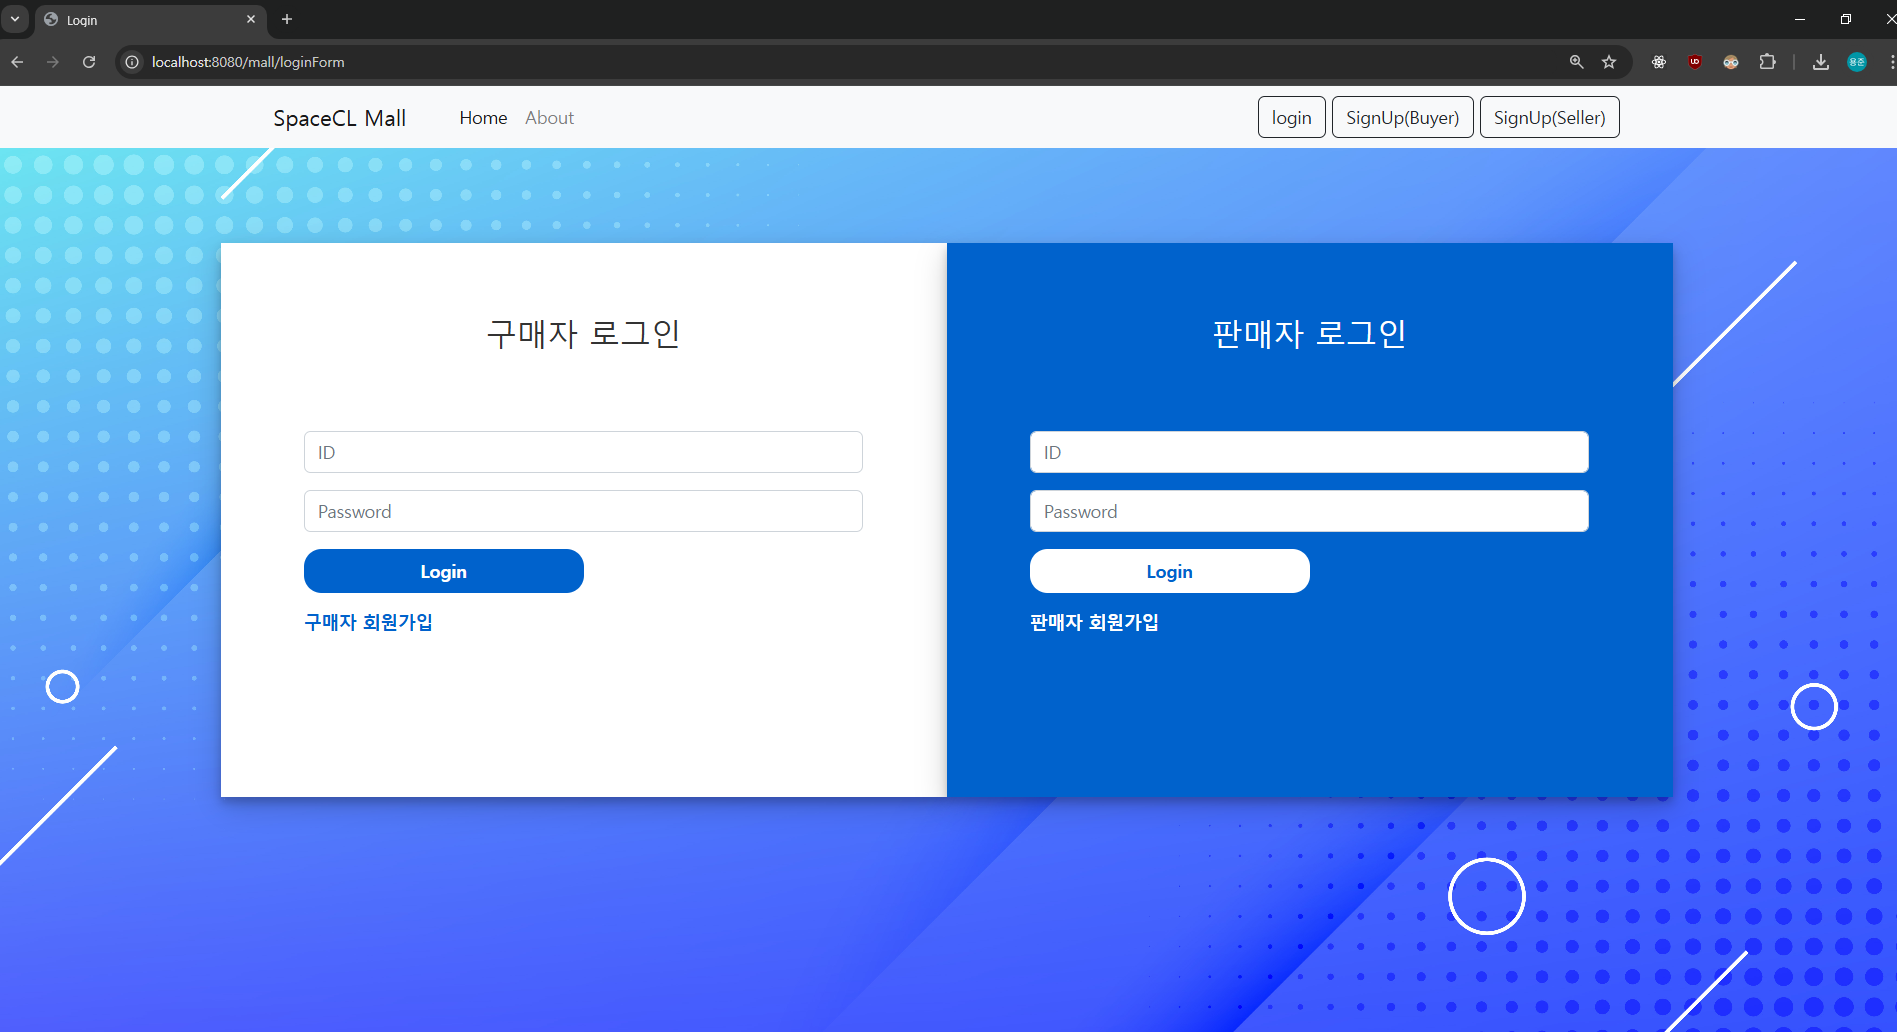 Login
localhost:8080/mall/loginForm
용준
SpaceCL Mall
Home
About
login
SignUp(Buyer)
SignUp(Seller)
구매자 로그인
ID
Password
Login
구매자 회원가입
판매자 로그인
ID
Password
Login
판매자 회원가입